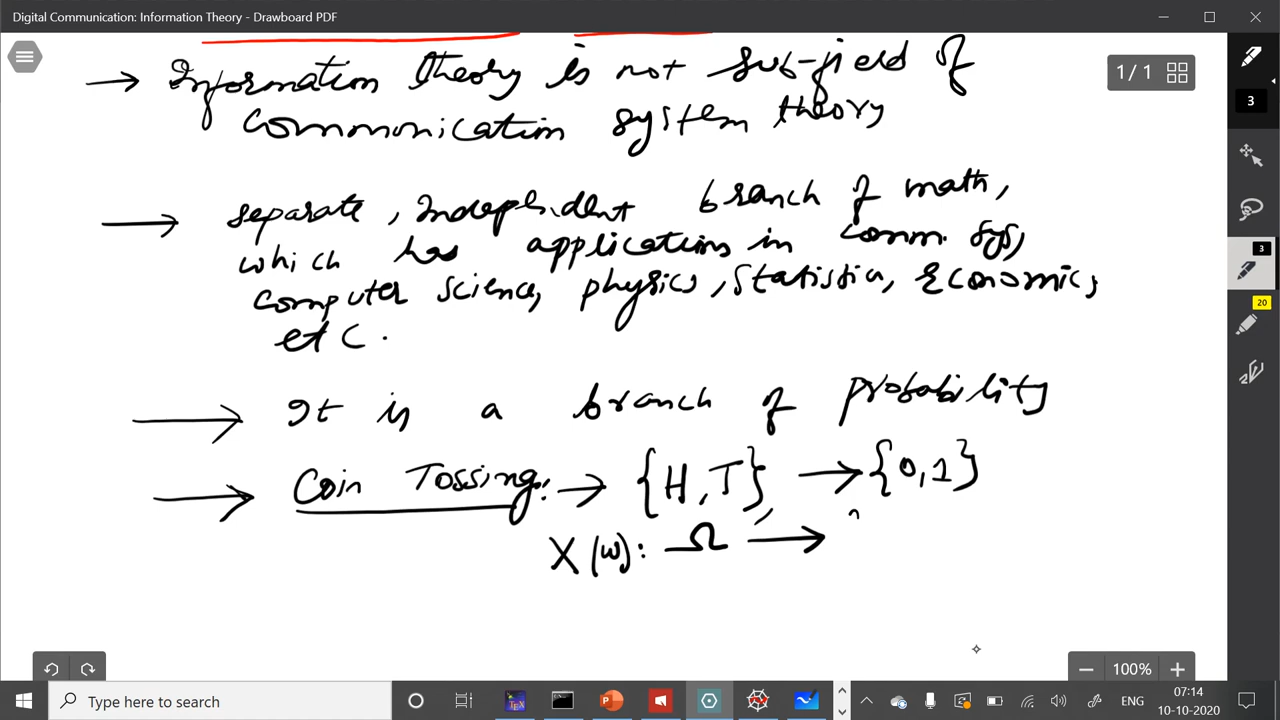 Digital Communication: Information Theory - Drawboard PDF
→ Information theory is not sub-field of
communication system theory
1 / 1
3
→ separate, Independent branch of math,
which has applications in comm. sys,
computer science, physics, Statistics, Economics,
etc.
→ It is a branch of probability
→ Coin Tossing: → {H, T}, → {0, 1}
X(ω): Ω →
3
20
100%
Type here to search
ENG
07:14
10-10-2020